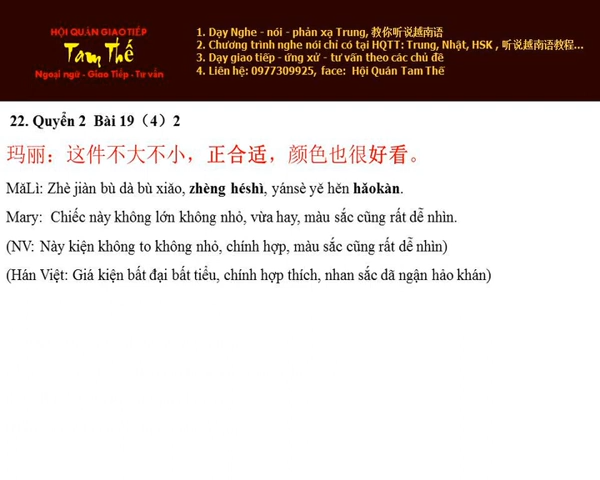 HỘI QUÁN GIAO TIẾP
Tam Thế
Ngoại ngữ - Giao Tiếp - Tư vấn
1. Dạy Nghe - nói - phản xạ Trung, 教你听说越南语
2. Chương trình nghe nói chỉ có tại HQTT: Trung, Nhật, HSK , 听说越南语教程...
3. Dạy giao tiếp - ứng xử - tư vấn theo các chủ đề
4. Liên hệ: 0977309925, face: Hội Quán Tam Thế
22. Quyển 2 Bài 19（4）2
玛丽：这件不大不小，正合适，颜色也很好看。
MǎLì: Zhè jiàn bù dà bù xiǎo, zhèng héshì, yánsè yě hěn hǎokàn.
Mary: Chiếc này không lớn không nhỏ, vừa hay, màu sắc cũng rất dễ nhìn.
(NV: Này kiện không to không nhỏ, chính hợp, màu sắc cũng rất dễ nhìn)
(Hán Việt: Giá kiện bất đại bất tiểu, chính hợp thích, nhan sắc dã ngận hảo khán)